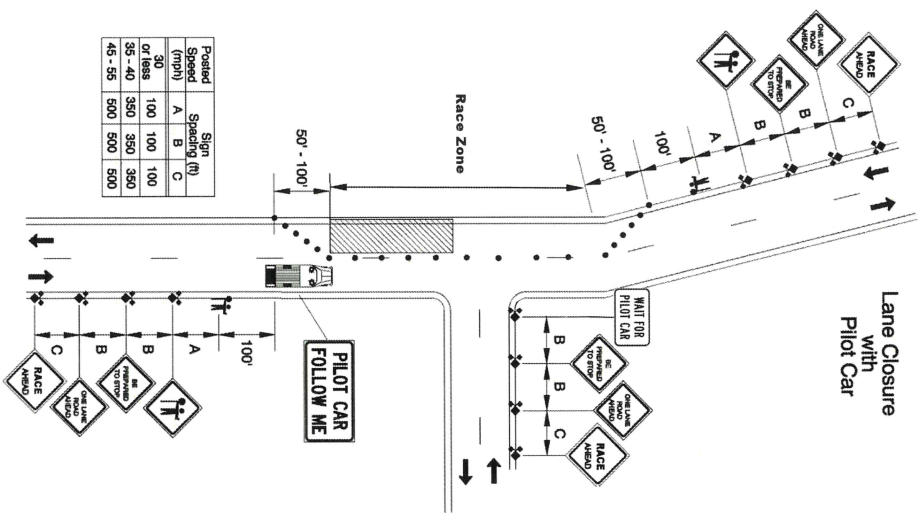 Lane Closure
with
Pilot Car
RACE
AHEAD
ONE LANE
ROAD
AHEAD
BE
PREPARED
TO STOP
C
B
B
A
100'
50' - 100'
Race Zone
50' - 100'
WAIT FOR
PILOT CAR
B
B
C
BE
PREPARED
TO STOP
ONE LANE
ROAD
AHEAD
RACE
AHEAD
PILOT CAR
FOLLOW ME
100'
A
B
B
C
BE
PREPARED
TO STOP
ONE LANE
ROAD
AHEAD
RACE
AHEAD
Posted
Speed
(mph)
Sign
Spacing (ft)
A B C
30
or less
100 100 100
35 - 40 350 350 350
45 - 55 500 500 500